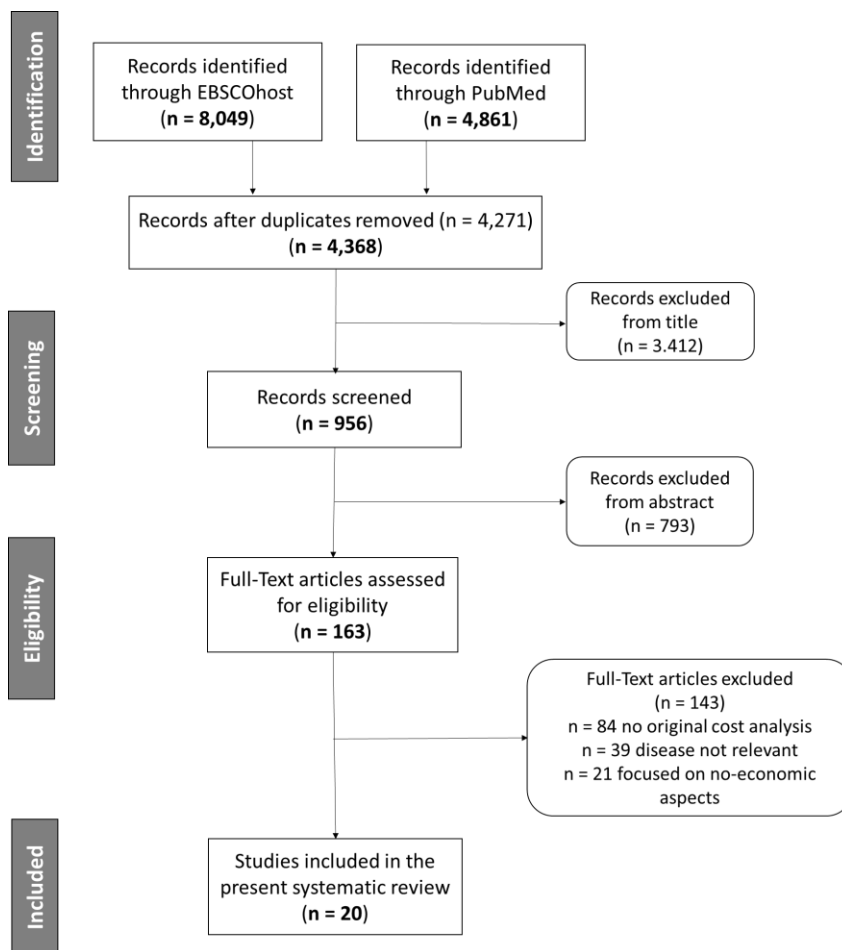 Identification
Records identified
through EBSCOhost
(n = 8,049)
Records identified
through PubMed
(n = 4,861)
Records after duplicates removed (n = 4,271)
(n = 4,368)
Screening
Records excluded
from title
(n = 3.412)
Records screened
(n = 956)
Records excluded
from abstract
(n = 793)
Eligibility
Full-Text articles assessed
for eligibility
(n = 163)
Full-Text articles excluded
(n = 143)
n = 84 no original cost analysis
n = 39 disease not relevant
n = 21 focused on no-economic
aspects
Included
Studies included in the
present systematic review
(n = 20)